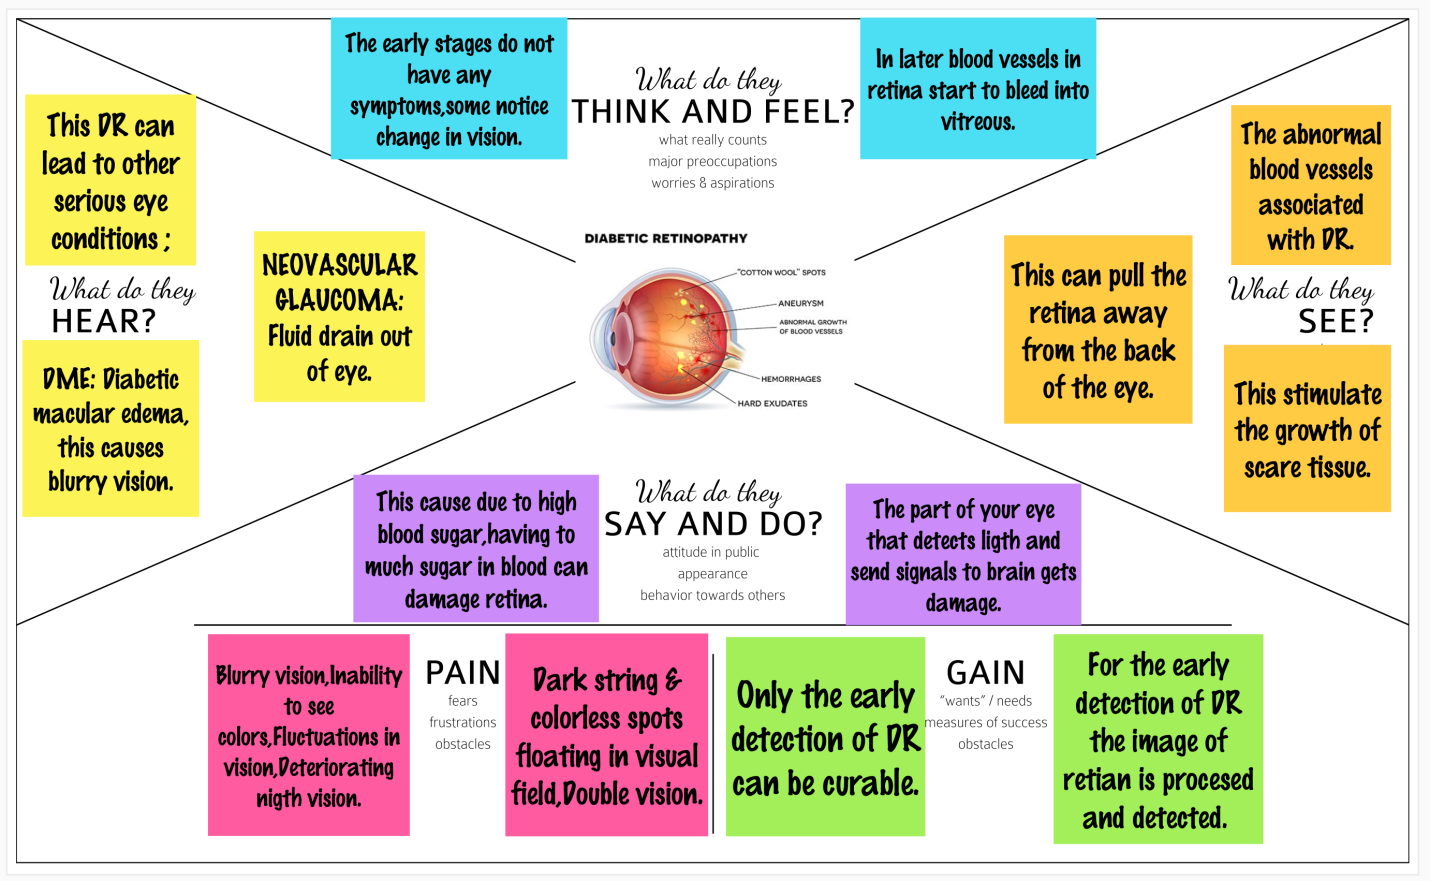 The early stages do not
have any
symptoms,some notice
change in vision.
What do they
THINK AND FEEL?
what really counts
major preoccupations
worries & aspirations
In later blood vessels in
retina start to bleed into
vitreous.
This DR can
lead to other
serious eye
conditions ;
What do they
HEAR?
DME: Diabetic
macular edema,
this causes
blurry vision.
NEOVASCULAR
GLAUCOMA:
Fluid drain out
of eye.
DIABETIC RETINOPATHY
"COTTON WOOL" SPOTS
ANEURYSM
ABNORMAL GROWTH
OF BLOOD VESSELS
HEMORRHAGES
HARD EXUDATES
This can pull the
retina away
from the back
of the eye.
The abnormal
blood vessels
associated
with DR.
What do they
SEE?
This stimulate
the growth of
scare tissue.
This cause due to high
blood sugar,having to
much sugar in blood can
damage retina.
What do they
SAY AND DO?
attitude in public
appearance
behavior towards others
The part of your eye
that detects ligth and
send signals to brain gets
damage.
Blurry vision,Inability
to see
colors,Fluctuations in
vision,Deteriorating
nigth vision.
PAIN
fears
frustrations
obstacles
Dark string &
colorless spots
floating in visual
field,Double vision.
Only the early
detection of DR
can be curable.
GAIN
"wants" / needs
measures of success
obstacles
For the early
detection of DR
the image of
retian is procesed
and detected.